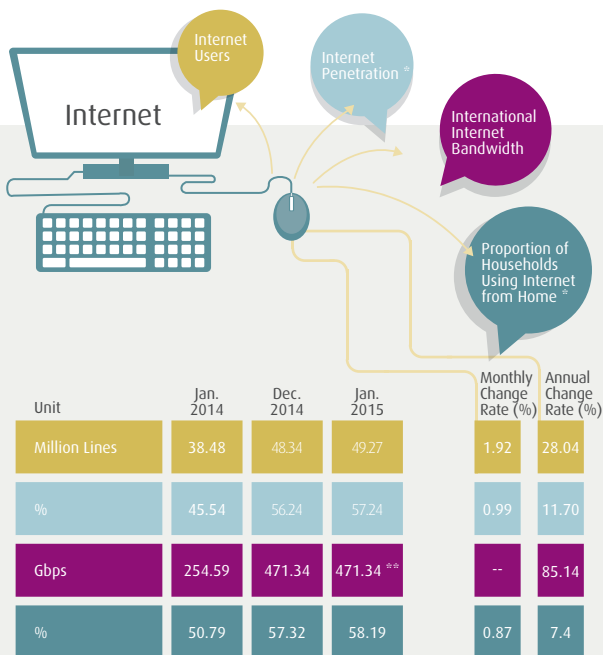 Internet
Users
Internet
Penetration *
Internet
International
Internet
Bandwidth
Proportion of
Households
Using Internet
from Home *
Unit
Jan.
2014
Dec.
2014
Jan.
2015
Monthly
Change
Rate (%)
Annual
Change
Rate (%)
Million Lines 38.48 48.34 49.27 1.92 28.04
% 45.54 56.24 57.24 0.99 11.70
Gbps 254.59 471.34 471.34 ** -- 85.14
% 50.79 57.32 58.19 0.87 7.4